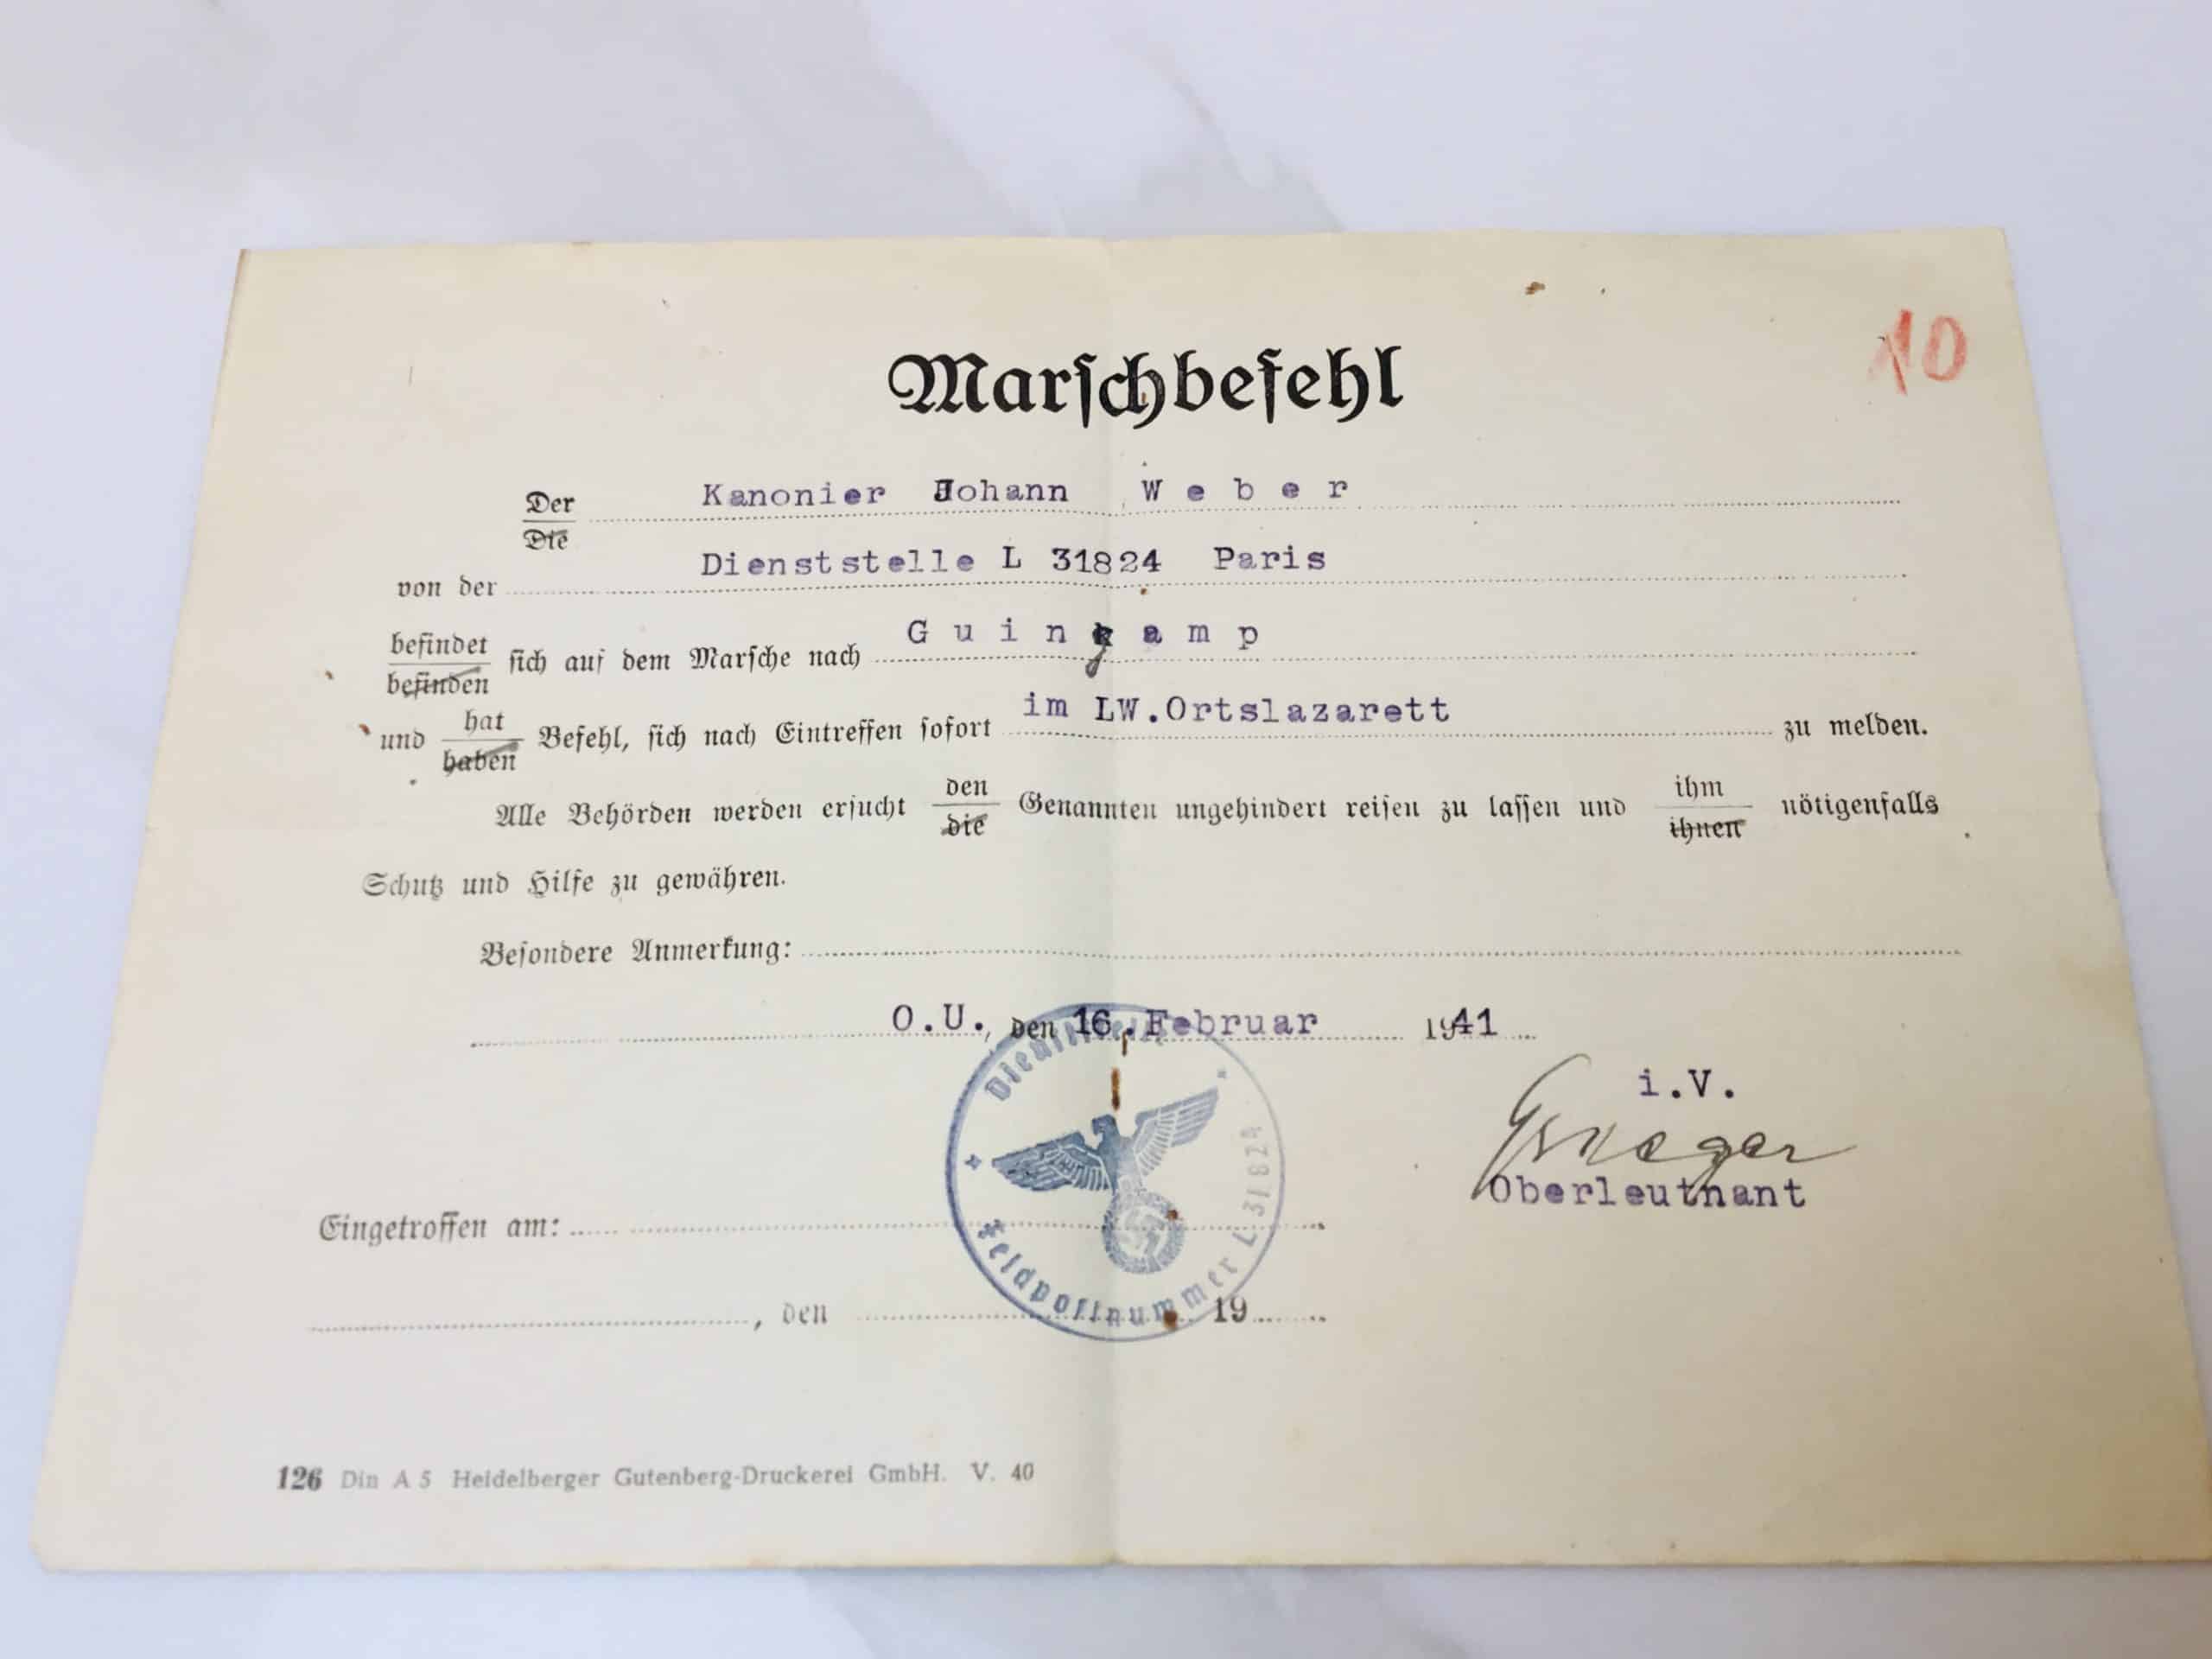 Marschbefehl
10
Der Kanonier Johann W e b e r
Die
von der Dienststelle L 31824 Paris
befindet sich auf dem Marsche nach G u i n g a m p
befinden
und hat Befehl, sich nach Eintreffen sofort im LW.Ortslazarett zu melden.
haben
Alle Behörden werden ersucht den Genannten ungehindert reisen zu lassen und ihm nötigenfalls
die ihnen
Schutz und Hilfe zu gewähren.
Besondere Anmerkung:
O.U., den 16. Februar 1941
i.V.
Oberleutnant
Dienststelle
Feldpostnummer L 31824
Eingetroffen am:
, den 19
126 Din A 5 Heidelberger Gutenberg-Druckerei GmbH. V. 40